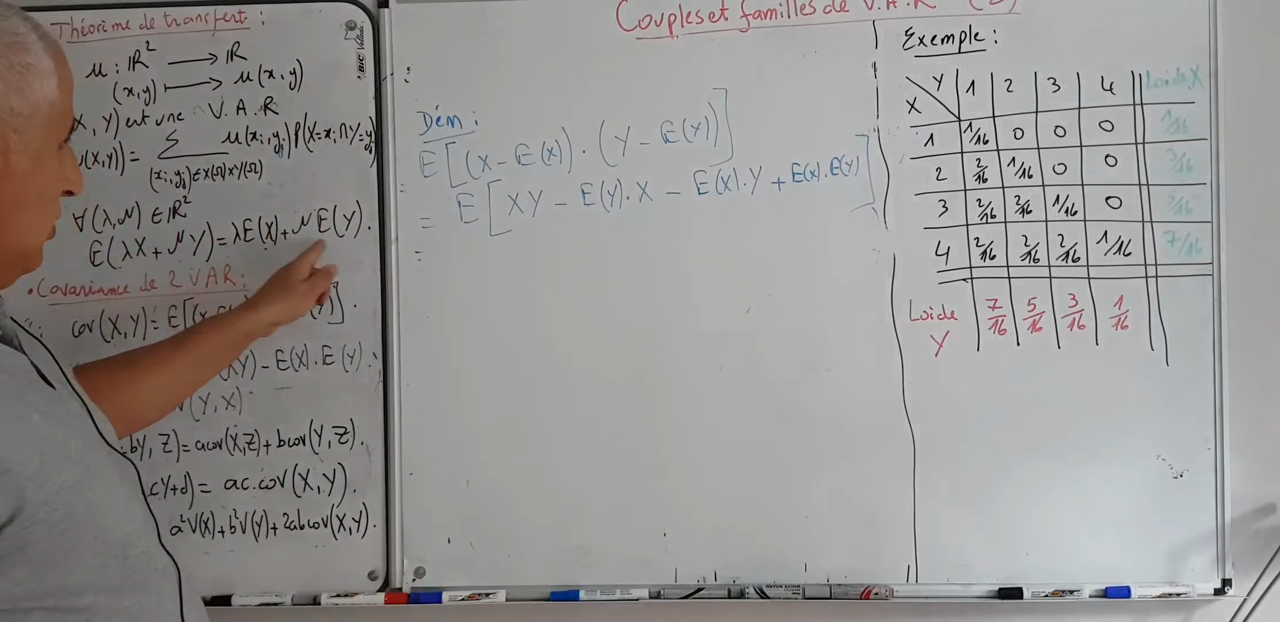 Théorème de transfert :
u : ℝ² ⟶ ℝ
(x,y) ⟼ u(x,y)
X, Y) est une V.A.R
(X,Y)) = ∑ u(xi,yj) P(X=xi ∩ Y=yj)
(xi,yj) ∈ X(Ω)×Y(Ω)
∀(λ,μ) ∈ ℝ²
E(λX + μY) = λE(X) + μE(Y).
• Covariance de 2 VAR :
cov(X,Y) = E[(X
)].
XY) - E(X).E(Y).
(Y,X)
bY, Z) = a cov(X,Z) + b cov(Y,Z).
cY+d) = ac.cov(X,Y).
a²V(X) + b²V(Y) + 2ab cov(X,Y).
BIC Velleda
Couples et familles de V.A.R (2)
Dém :
E[(X - E(X)).(Y - E(Y))]
= E[XY - E(Y).X - E(X).Y + E(X).E(Y)]
=
Exemple :
X Y 1 2 3 4 Loi de X
1 1/16 0 0 0 1/16
2 2/16 1/16 0 0 3/16
3 2/16 2/16 1/16 0 5/16
4 2/16 2/16 2/16 1/16 7/16
Loi de Y 7/16 5/16 3/16 1/16